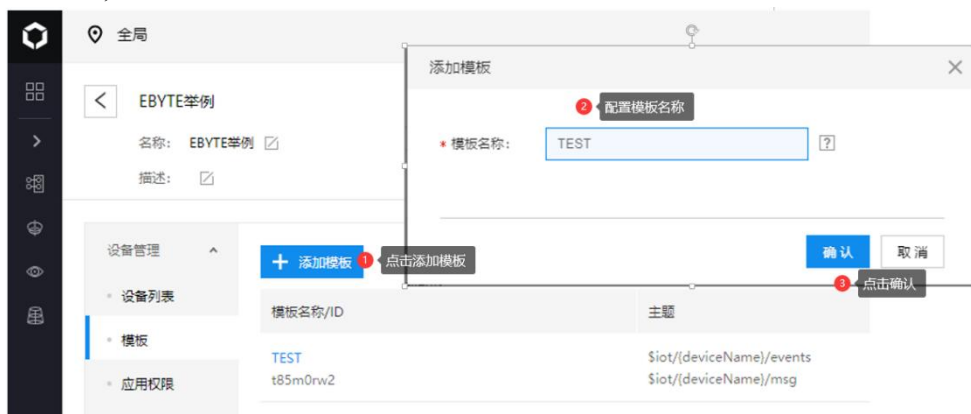 全局
EBYTE举例
名称: EBYTE举例
描述:
设备管理
设备列表
模板
应用权限
+ 添加模板
1 点击添加模板
模板名称/ID
主题
TEST
t85m0rw2
$iot/{deviceName}/events
$iot/{deviceName}/msg
添加模板
2 配置模板名称
* 模板名称:
TEST
?
确认
取消
3 点击确认